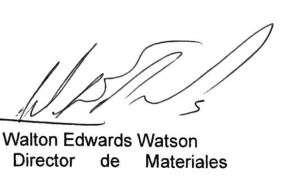 Walton Edwards Watson
Director de Materiales